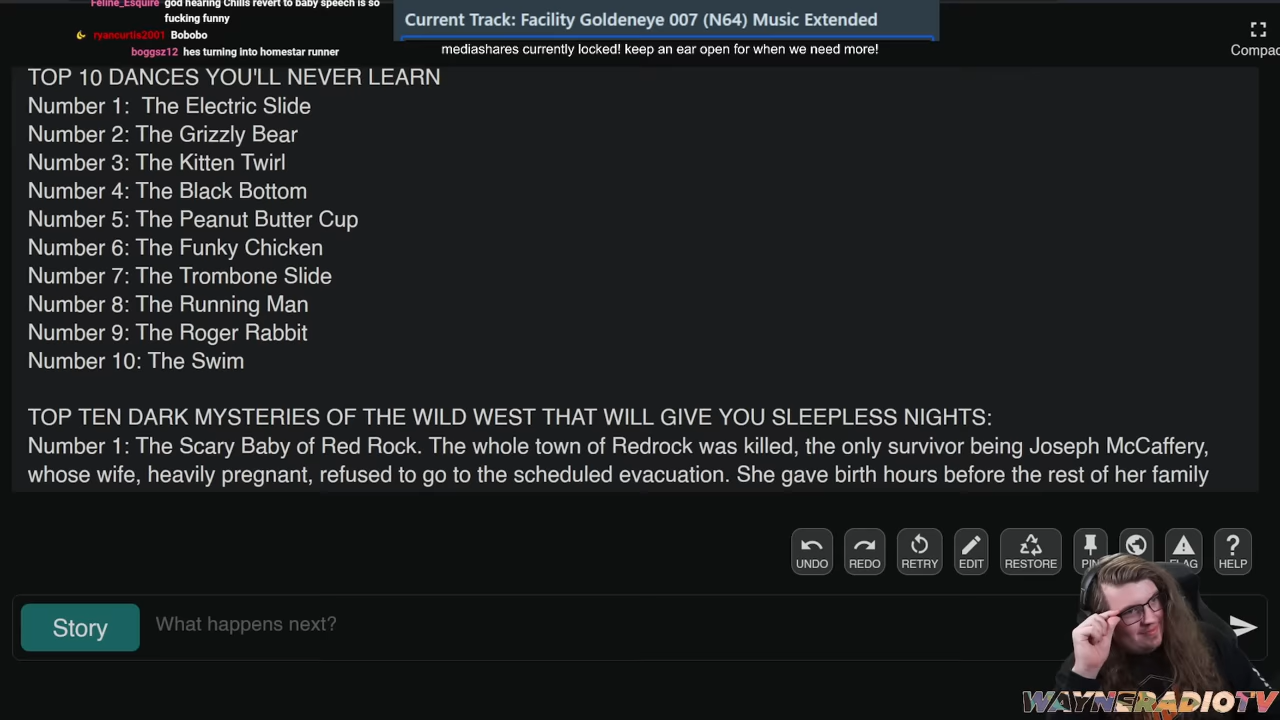 Feline_Esquire god hearing Chills revert to baby speech is so
fucking funny
ryancurtis2001 Bobobo
boggsz12 hes turning into homestar runner
Current Track: Facility Goldeneye 007 (N64) Music Extended
mediashares currently locked! keep an ear open for when we need more!
Compac
TOP 10 DANCES YOU'LL NEVER LEARN
Number 1:  The Electric Slide
Number 2: The Grizzly Bear
Number 3: The Kitten Twirl
Number 4: The Black Bottom
Number 5: The Peanut Butter Cup
Number 6: The Funky Chicken
Number 7: The Trombone Slide
Number 8: The Running Man
Number 9: The Roger Rabbit
Number 10: The Swim
TOP TEN DARK MYSTERIES OF THE WILD WEST THAT WILL GIVE YOU SLEEPLESS NIGHTS:
Number 1: The Scary Baby of Red Rock. The whole town of Redrock was killed, the only survivor being Joseph McCaffery,
whose wife, heavily pregnant, refused to go to the scheduled evacuation. She gave birth hours before the rest of her family
UNDO REDO RETRY EDIT RESTORE PIN FLAG HELP
Story What happens next?
WAYNERADIOTV